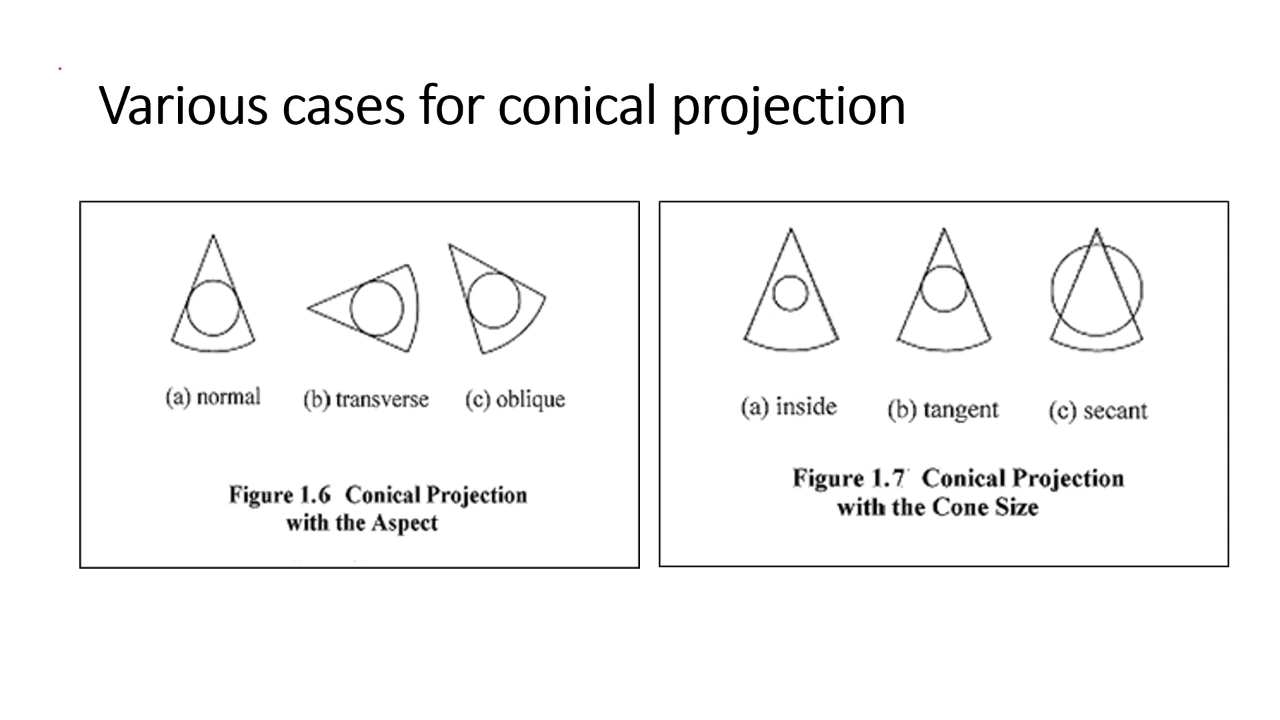 Various cases for conical projection
(a) normal (b) transverse (c) oblique
Figure 1.6 Conical Projection
with the Aspect
(a) inside (b) tangent (c) secant
Figure 1.7 Conical Projection
with the Cone Size